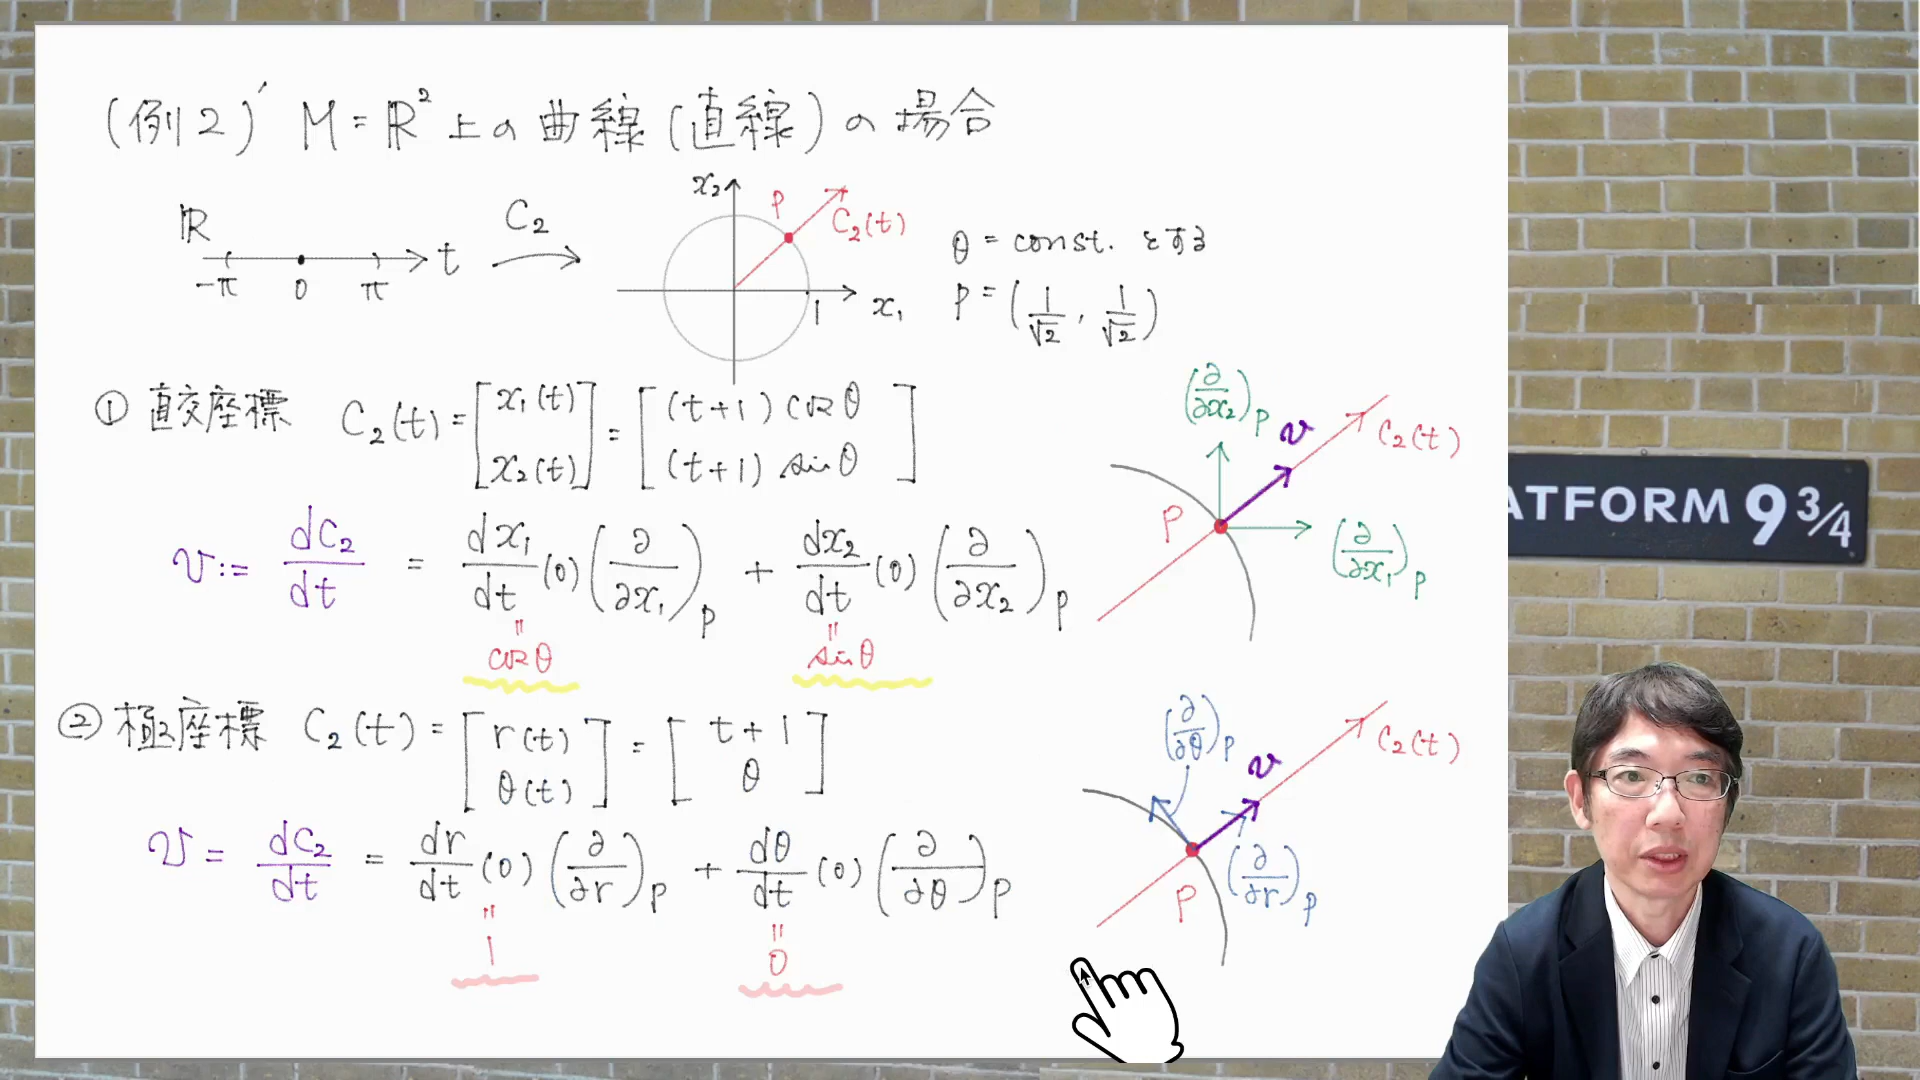 (例2)′ M = ℝ² 上の曲線(直線)の場合
ℝ
-π 0 π t
C₂
x₂
P
C₂(t)
1
x₁
θ = const. とする
P = (1/√2, 1/√2)
① 直交座標 C₂(t) = [x₁(t) x₂(t)] = [(t+1) cos θ (t+1) sin θ]
v := dC₂/dt = dx₁/dt (0) (∂/∂x₁)p + dx₂/dt (0) (∂/∂x₂)p
= cos θ
= sin θ
(∂/∂x₂)p
v
C₂(t)
P
(∂/∂x₁)p
② 極座標 C₂(t) = [r(t) θ(t)] = [t+1 θ]
v = dC₂/dt = dr/dt (0) (∂/∂r)p + dθ/dt (0) (∂/∂θ)p
= 1
= 0
(∂/∂θ)p
v
C₂(t)
P
(∂/∂r)p
ATFORM 9 3/4